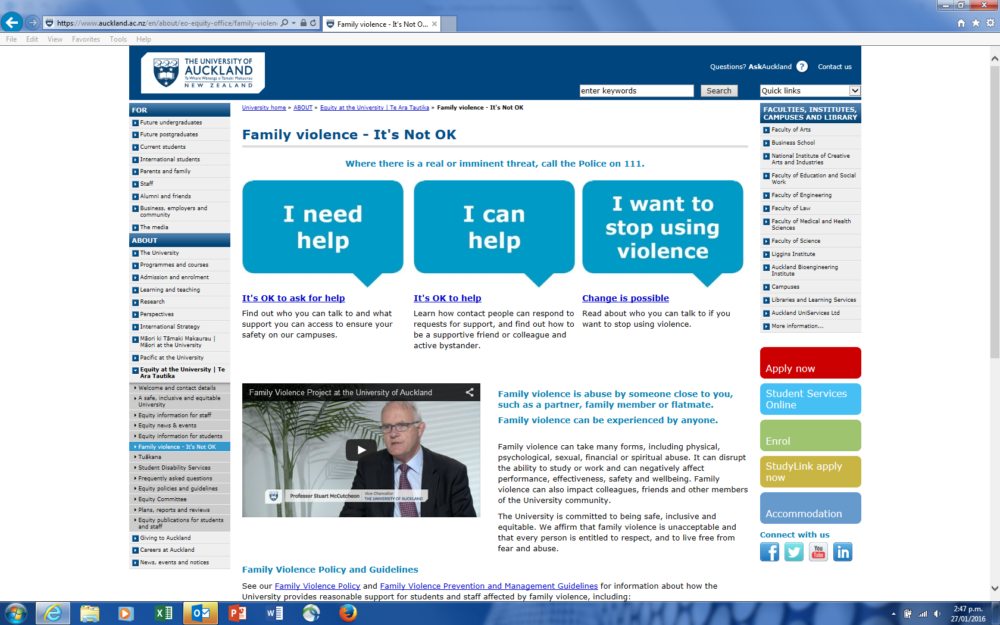 https://www.auckland.ac.nz/en/about/eo-equity-office/family-violen
Family violence - It's Not O...
File Edit View Favorites Tools Help
THE UNIVERSITY OF
AUCKLAND
Te Whare Wānanga o Tāmaki Makaurau
NEW ZEALAND
Questions? AskAuckland ? Contact us
enter keywords Search Quick links
FOR
Future undergraduates
Future postgraduates
Current students
International students
Parents and family
Staff
Alumni and friends
Business, employers and
community
The media
ABOUT
The University
Programmes and courses
Admission and enrolment
Learning and teaching
Research
Perspectives
International Strategy
Māori ki Tāmaki Makaurau |
Māori at the University
Pacific at the University
Equity at the University | Te
Ara Tautika
Welcome and contact details
A safe, inclusive and equitable
University
Equity information for staff
Equity news & events
Equity information for students
Family violence - It's Not OK
Tuākana
Student Disability Services
Frequently asked questions
Equity policies and guidelines
Equity Committee
Plans, reports and reviews
Equity publications for students
and staff
Giving to Auckland
Careers at Auckland
News, events and notices
University home » ABOUT » Equity at the University | Te Ara Tautika » Family violence - It's Not OK
Family violence - It's Not OK
Where there is a real or imminent threat, call the Police on 111.
I need
help
I can
help
I want to
stop using
violence
It's OK to ask for help
Find out who you can talk to and what
support you can access to ensure your
safety on our campuses.
It's OK to help
Learn how contact people can respond to
requests for support, and find out how to
be a supportive friend or colleague and
active bystander.
Change is possible
Read about who you can talk to if you
want to stop using violence.
Family Violence Project at the University of Auckland
Professor Stuart McCutcheon
Vice-Chancellor
THE UNIVERSITY OF AUCKLAND
Family violence is abuse by someone close to you,
such as a partner, family member or flatmate.
Family violence can be experienced by anyone.
Family violence can take many forms, including physical,
psychological, sexual, financial or spiritual abuse. It can disrupt
the ability to study or work and can negatively affect
performance, effectiveness, safety and wellbeing. Family
violence can also impact colleagues, friends and other members
of the University community.
The University is committed to being safe, inclusive and
equitable. We affirm that family violence is unacceptable and
that every person is entitled to respect, and to live free from
fear and abuse.
Family Violence Policy and Guidelines
See our Family Violence Policy and Family Violence Prevention and Management Guidelines for information about how the
University provides reasonable support for students and staff affected by family violence, including:
FACULTIES, INSTITUTES,
CAMPUSES AND LIBRARY
Faculty of Arts
Business School
National Institute of Creative
Arts and Industries
Faculty of Education and Social
Work
Faculty of Engineering
Faculty of Law
Faculty of Medical and Health
Sciences
Faculty of Science
Liggins Institute
Auckland Bioengineering
Institute
Campuses
Libraries and Learning Services
Auckland UniServices Ltd
More information...
Apply now
Student Services
Online
Enrol
StudyLink apply
now
Accommodation
Connect with us
You
Tube
in
2:47 p.m.
27/01/2016